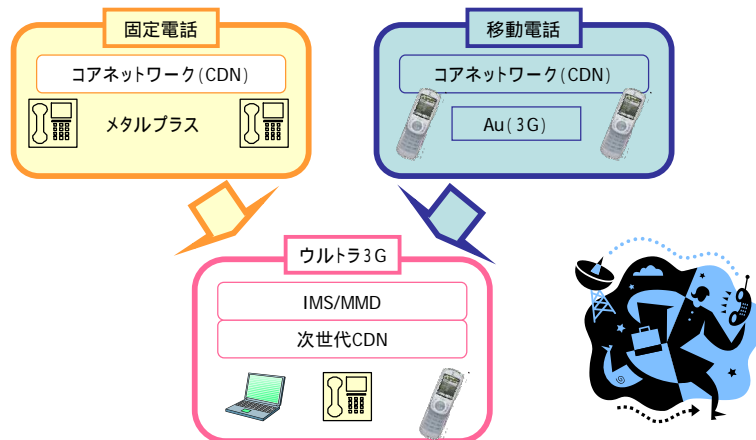 固定電話
コアネットワーク(CDN)
メタルプラス
移動電話
コアネットワーク(CDN)
Au(3G)
ウルトラ3G
IMS/MMD
次世代CDN